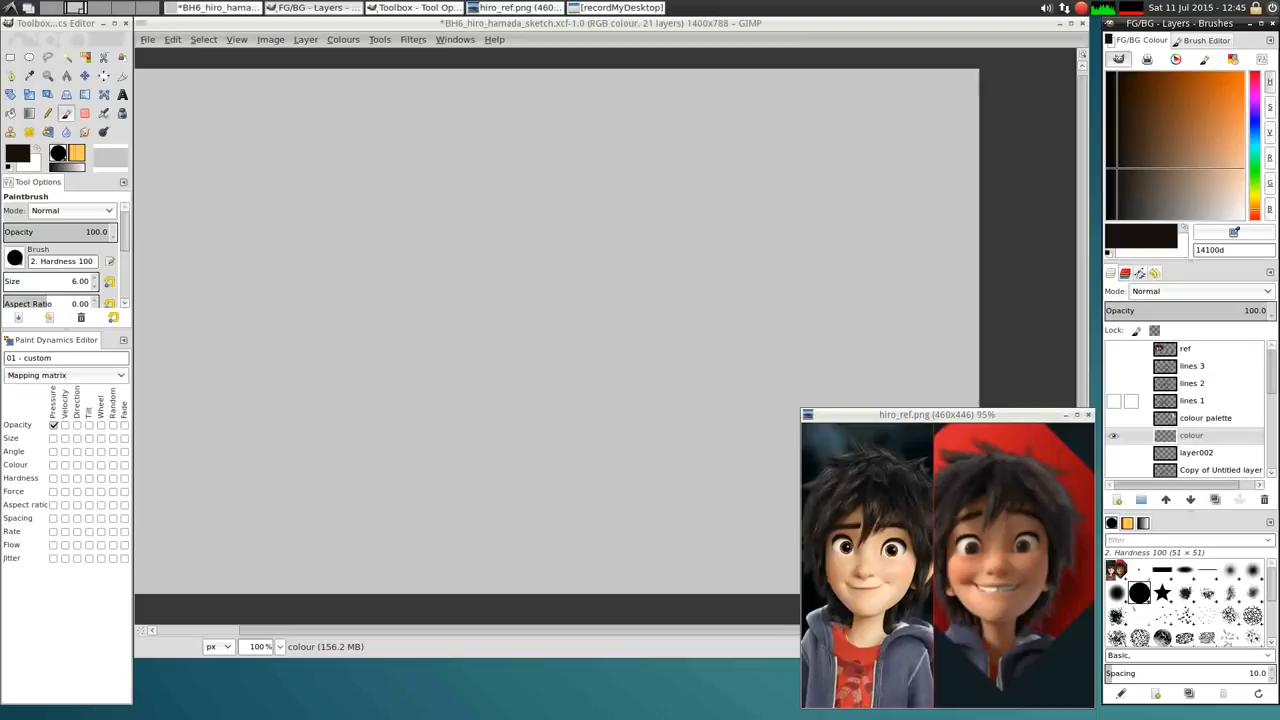 *BH6_hiro_hama...
FG/BG - Layers - ...
Toolbox - Tool Op...
hiro_ref.png (460...
[recordMyDesktop]
Sat 11 Jul 2015 - 12:45
Toolbox...cs Editor
*BH6_hiro_hamada_sketch.xcf-1.0 (RGB colour, 21 layers) 1400x788 – GIMP
FG/BG - Layers - Brushes
File Edit Select View Image Layer Colours Tools Filters Windows Help
FG/BG Colour Brush Editor
H
S
V
R
G
B
14100d
Tool Options
Paintbrush
Mode: Normal
Opacity 100.0
Brush
2. Hardness 100
Size 6.00
Aspect Ratio 0.00
Paint Dynamics Editor
01 - custom
Mapping matrix
Pressure Velocity Direction Tilt Wheel Random Fade
Opacity
Size
Angle
Colour
Hardness
Force
Aspect ratio
Spacing
Rate
Flow
Jitter
Mode: Normal
Opacity 100.0
Lock:
ref
lines 3
lines 2
lines 1
colour palette
colour
layer002
Copy of Untitled layer
filter
2. Hardness 100 (51 × 51)
Basic,
Spacing 10.0
hiro_ref.png (460x446) 95%
px 100% colour (156.2 MB)